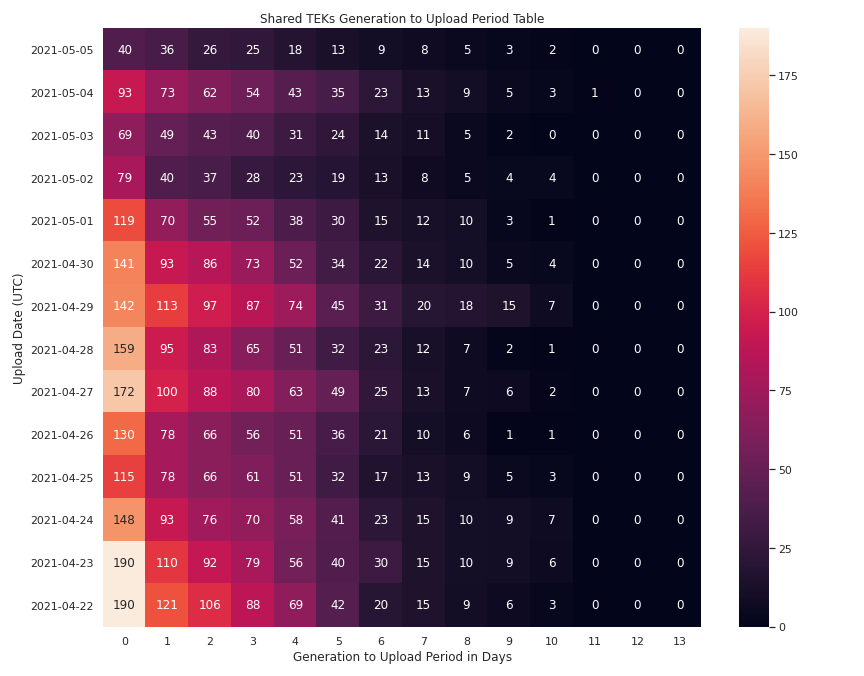 Shared TEKs Generation to Upload Period Table
Upload Date (UTC)
2021-05-05 40 36 26 25 18 13 9 8 5 3 2 0 0 0
2021-05-04 93 73 62 54 43 35 23 13 9 5 3 1 0 0
2021-05-03 69 49 43 40 31 24 14 11 5 2 0 0 0 0
2021-05-02 79 40 37 28 23 19 13 8 5 4 4 0 0 0
2021-05-01 119 70 55 52 38 30 15 12 10 3 1 0 0 0
2021-04-30 141 93 86 73 52 34 22 14 10 5 4 0 0 0
2021-04-29 142 113 97 87 74 45 31 20 18 15 7 0 0 0
2021-04-28 159 95 83 65 51 32 23 12 7 2 1 0 0 0
2021-04-27 172 100 88 80 63 49 25 13 7 6 2 0 0 0
2021-04-26 130 78 66 56 51 36 21 10 6 1 1 0 0 0
2021-04-25 115 78 66 61 51 32 17 13 9 5 3 0 0 0
2021-04-24 148 93 76 70 58 41 23 15 10 9 7 0 0 0
2021-04-23 190 110 92 79 56 40 30 15 10 9 6 0 0 0
2021-04-22 190 121 106 88 69 42 20 15 9 6 3 0 0 0
0 1 2 3 4 5 6 7 8 9 10 11 12 13
Generation to Upload Period in Days
175
150
125
100
75
50
25
0